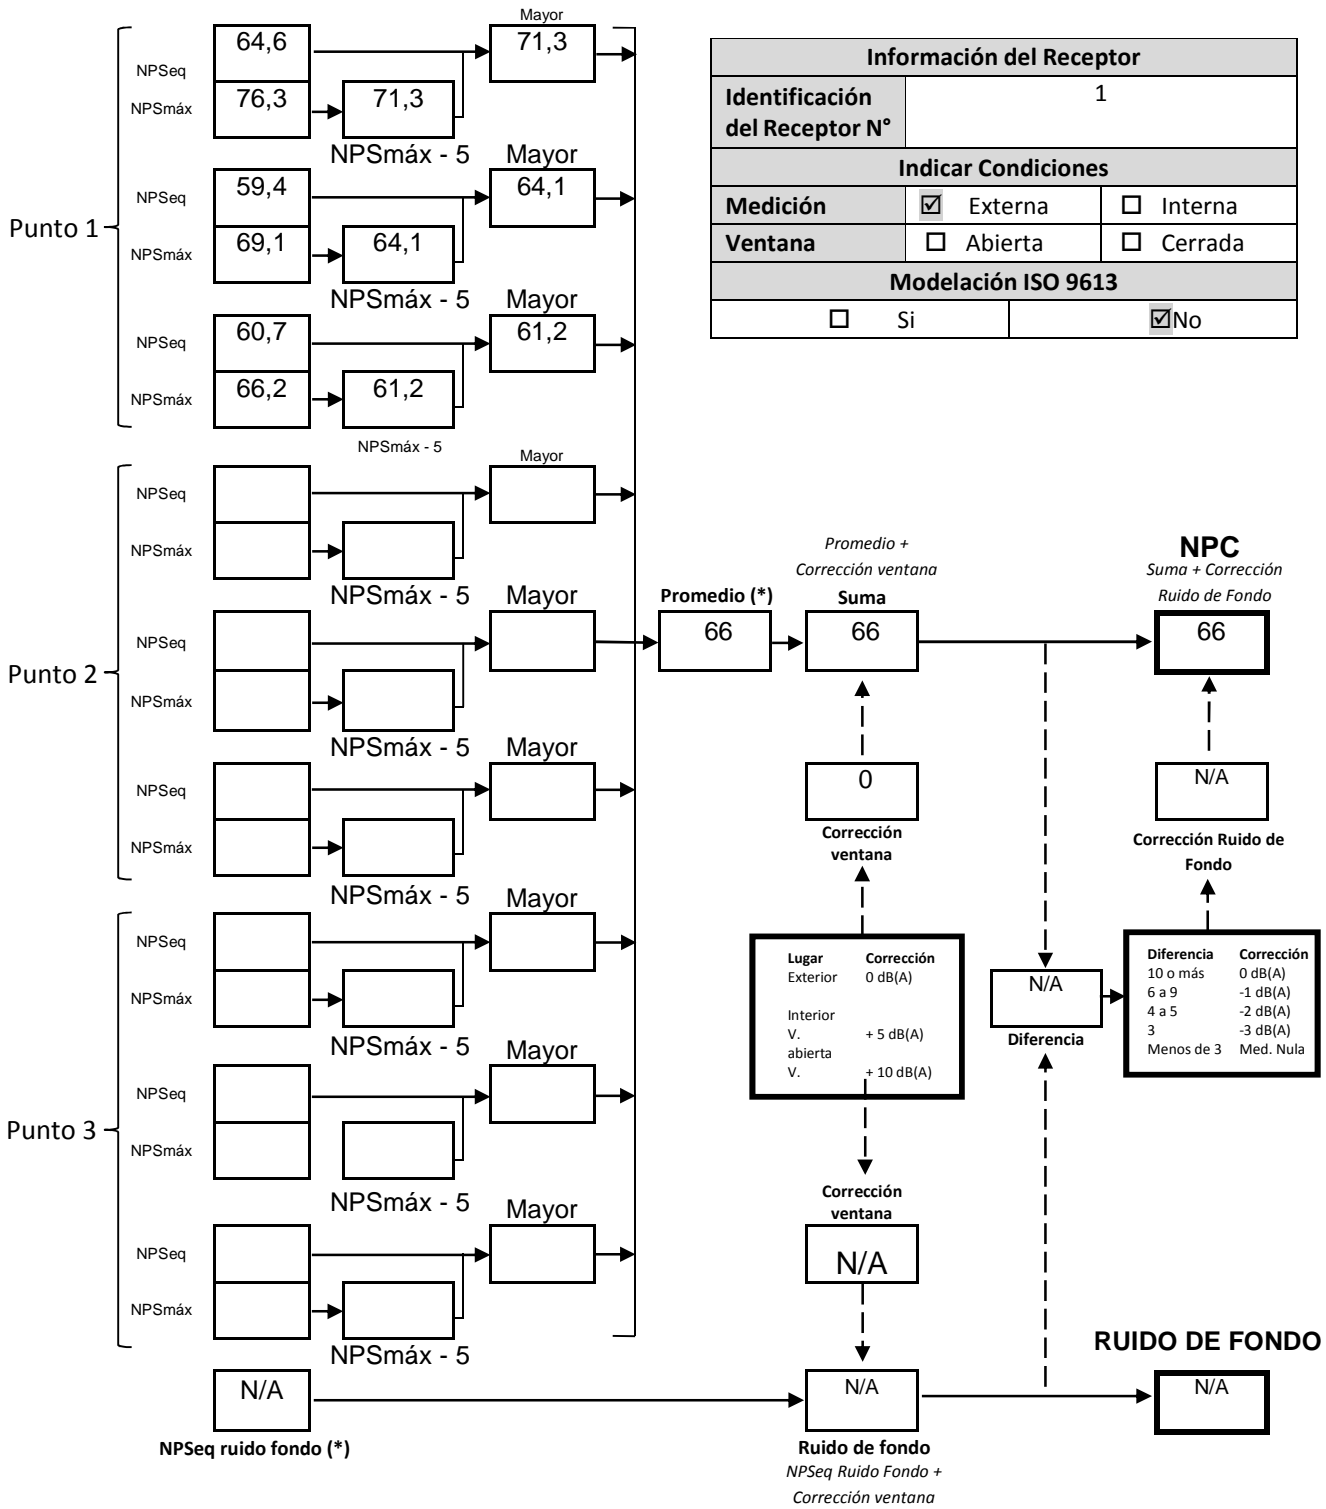 Mayor
64,6
71,3
NPSeq
NPSmáx
76,3
71,3
NPSmáx - 5
Mayor
59,4
64,1
NPSeq
Punto 1
69,1
64,1
NPSmáx
NPSmáx - 5
Mayor
60,7
61,2
NPSeq
66,2
61,2
NPSmáx
NPSmáx - 5
Información del Receptor
Identificación
del Receptor N°
1
Indicar Condiciones
Medición
☑ Externa
☐ Interna
Ventana
☐ Abierta
☐ Cerrada
Modelación ISO 9613
☐ Si
☑No
Mayor
NPSeq
NPSmáx
NPSmáx - 5
Mayor
NPSeq
Punto 2
NPSmáx
NPSmáx - 5
Mayor
NPSeq
NPSmáx
NPSmáx - 5
Mayor
NPSeq
NPSmáx
NPSmáx - 5
Mayor
NPSeq
Punto 3
NPSmáx
NPSmáx - 5
Mayor
NPSeq
NPSmáx
NPSmáx - 5
Promedio (*)
66
Promedio +
Corrección ventana
Suma
66
NPC
Suma + Corrección
Ruido de Fondo
66
0
Corrección
ventana
N/A
Corrección Ruido de
Fondo
Lugar Corrección
Exterior 0 dB(A)
Interior
V. + 5 dB(A)
abierta
V. + 10 dB(A)
N/A
Diferencia
Diferencia Corrección
10 o más 0 dB(A)
6 a 9 -1 dB(A)
4 a 5 -2 dB(A)
3 -3 dB(A)
Menos de 3 Med. Nula
Corrección
ventana
N/A
RUIDO DE FONDO
N/A
N/A
N/A
NPSeq ruido fondo (*)
Ruido de fondo
NPSeq Ruido Fondo +
Corrección ventana